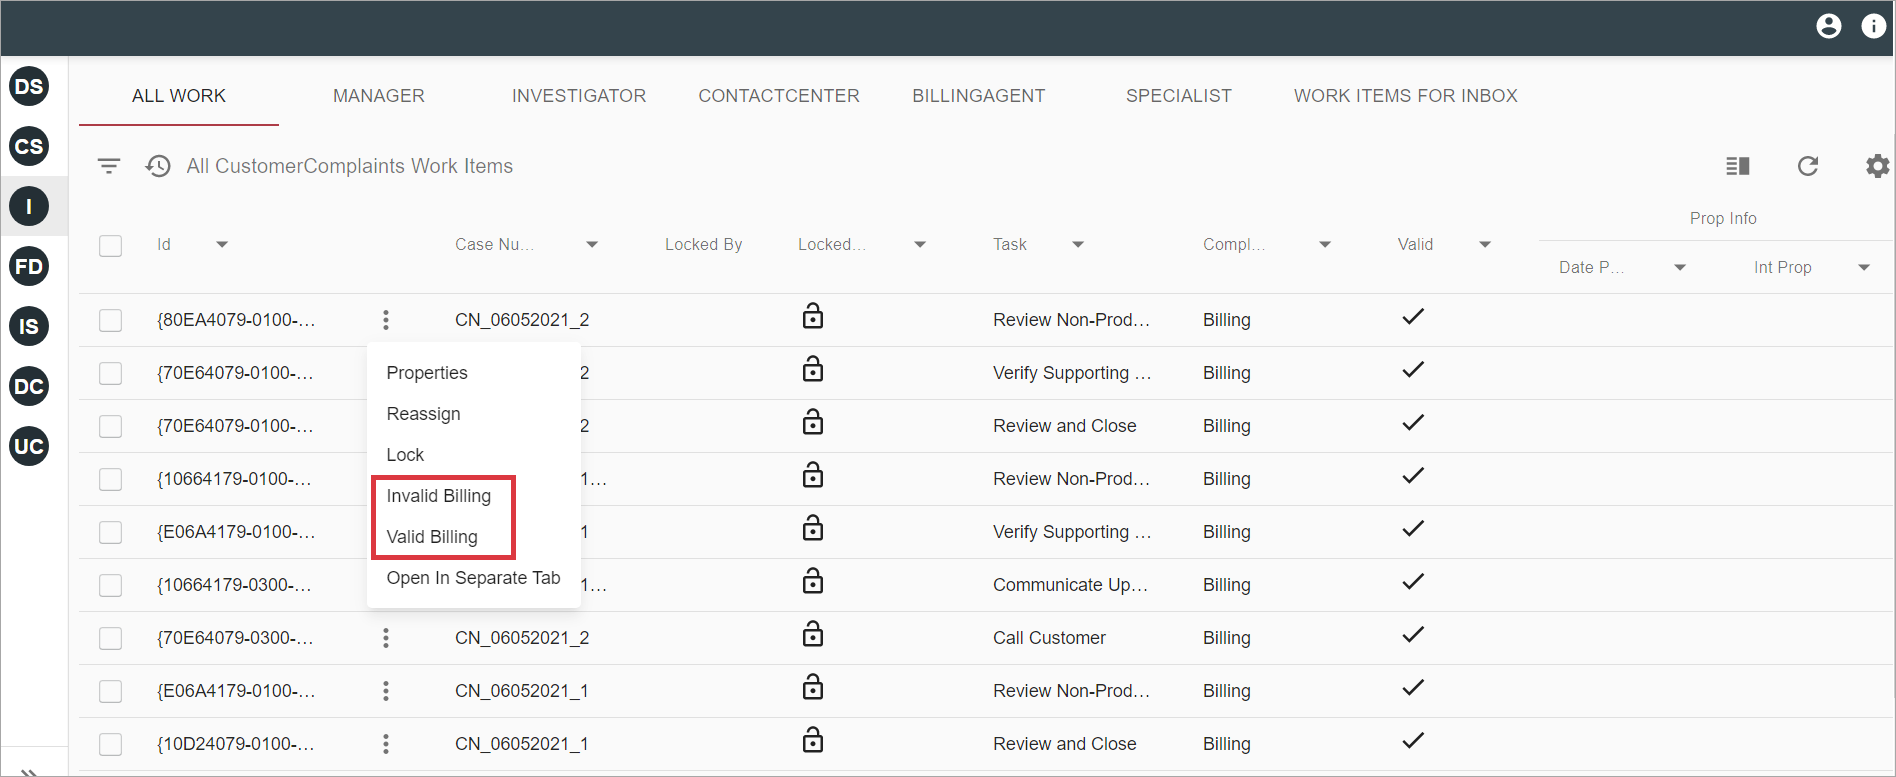 DS
CS
I
FD
IS
DC
UC
ALL WORK MANAGER INVESTIGATOR CONTACTCENTER BILLINGAGENT SPECIALIST WORK ITEMS FOR INBOX
All CustomerComplaints Work Items
Prop Info
Id Case Nu... Locked By Locked... Task Compl... Valid
Date P... Int Prop
{80EA4079-0100-... CN_06052021_2 Review Non-Prod... Billing
{70E64079-0100-... 2 Verify Supporting ... Billing
{70E64079-0100-... 2 Review and Close Billing
{10664179-0100-... 1... Review Non-Prod... Billing
{E06A4179-0100-... 1 Verify Supporting ... Billing
{10664179-0300-... 1... Communicate Up... Billing
{70E64079-0300-... CN_06052021_2 Call Customer Billing
{E06A4179-0100-... CN_06052021_1 Review Non-Prod... Billing
{10D24079-0100-... CN_06052021_1 Review and Close Billing
Properties
Reassign
Lock
Invalid Billing
Valid Billing
Open In Separate Tab